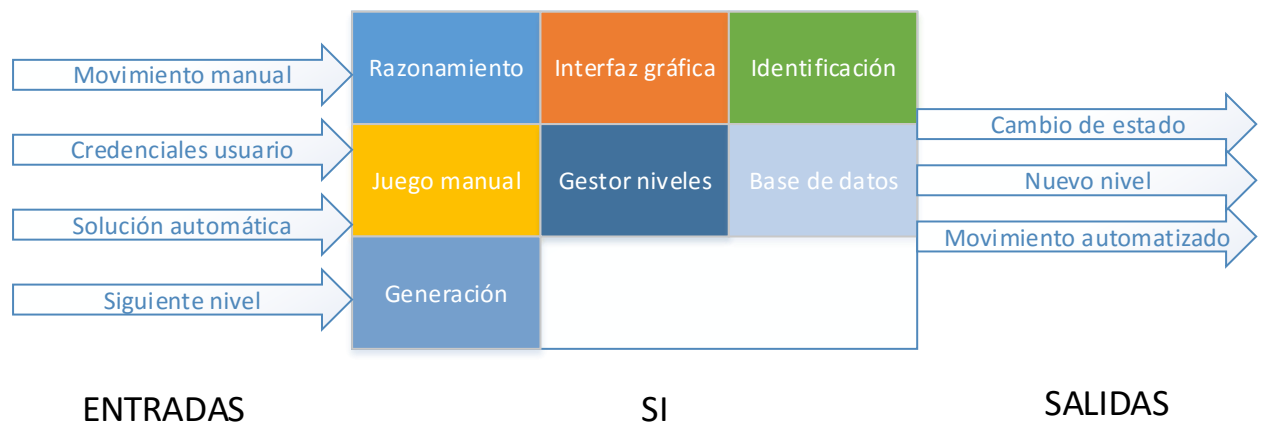 Movimiento manual
Credenciales usuario
Solución automática
Siguiente nivel
Razonamiento
Interfaz gráfica
Identificación
Juego manual
Gestor niveles
Base de datos
Generación
Cambio de estado
Nuevo nivel
Movimiento automatizado
ENTRADAS
SI
SALIDAS